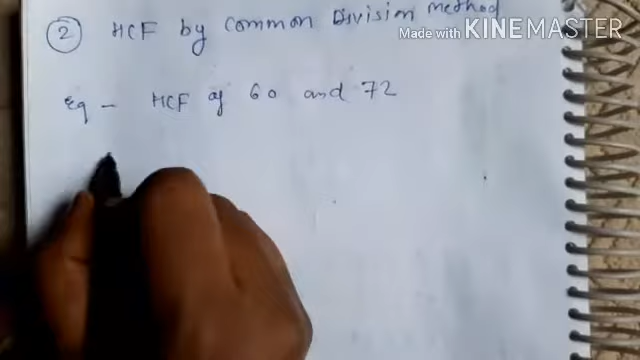 ② HCF by common Division method
Made with KINEMASTER
Eg - HCF of 60 and 72